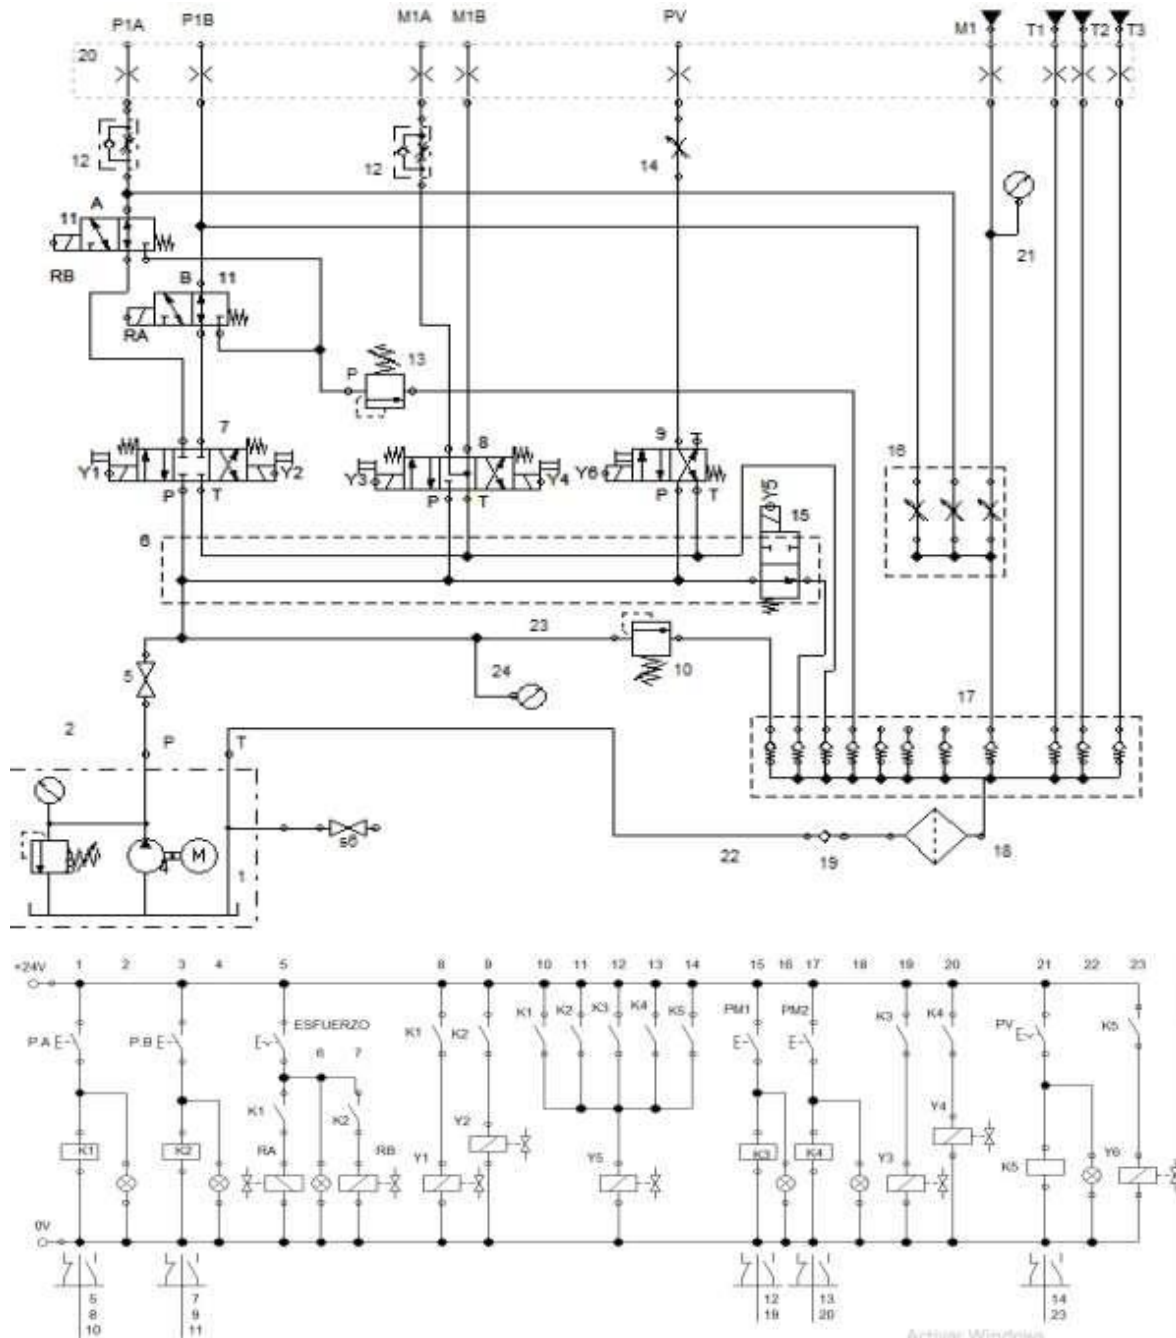 P1A P1B M1A M1B PV M1 T1 T2 T3
20
12 12 14
A
11
RB
B 11
RA
21
13
P
7 8 9 16
Y1 Y2 Y3 Y4 Y6 Y5
P T P T P T
15
6
23
24 10
5
17
2
P T
M
4
1
s6
22 19 18
+24V 1 2 3 4 5 8 9 10 11 12 13 14 15 16 17 18 19 20 21 22 23
ESFUERZO
P.A P.B K1 K2 K1 K2 K3 K4 K5 PM1 PM2 K3 K4 PV K5
6 7
K1 K2
K1 K2 RA RB Y1 Y2 Y5 K3 K4 Y3 Y4 K5 Y6
0V
5 7 12 13 14
8 9 19 20 23
10 11
Activar Windows